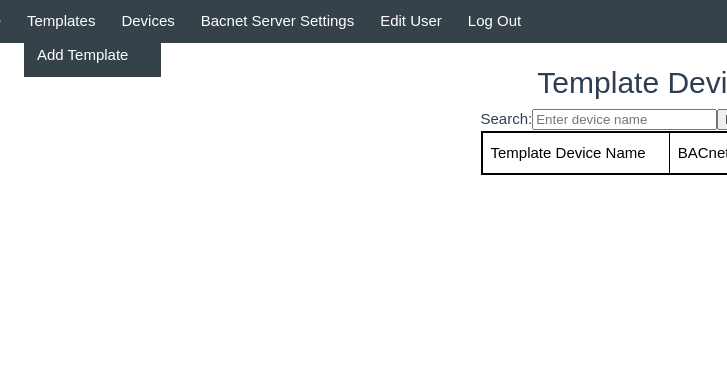 Templates Devices Bacnet Server Settings Edit User Log Out
Add Template
Template Devi
Search: Enter device name
Template Device Name BACnet